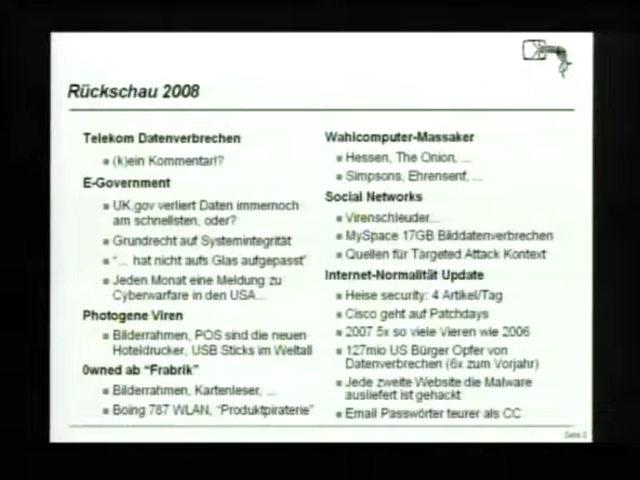 Rückschau 2008
Telekom Datenverbrechen
(k)ein Kommentar!?
E-Government
UK.gov verliert Daten immernoch
am schnellsten, oder?
Grundrecht auf Systemintegrität
"... hat nicht aufs Glas aufgepasst"
Jeden Monat eine Meldung zu
Cyberwarfare in den USA...
Photogene Viren
Bilderrahmen, POS sind die neuen
Hoteldrucker, USB Sticks im Weltall
0wned ab "Frabrik"
Bilderrahmen, Kartenleser, ...
Boing 787 WLAN, "Produktpiraterie"
Wahlcomputer-Massaker
Hessen, The Onion, ...
Simpsons, Ehrensenf, ...
Social Networks
Virenschleuder...
MySpace 17GB Bilddatenverbrechen
Quellen für Targeted Attack Kontext
Internet-Normalität Update
Heise security: 4 Artikel/Tag
Cisco geht auf Patchdays
2007 5x so viele Vieren wie 2006
127mio US Bürger Opfer von
Datenverbrechen (6x zum Vorjahr)
Jede zweite Website die Malware
ausliefert ist gehackt
Email Passwörter teurer als CC